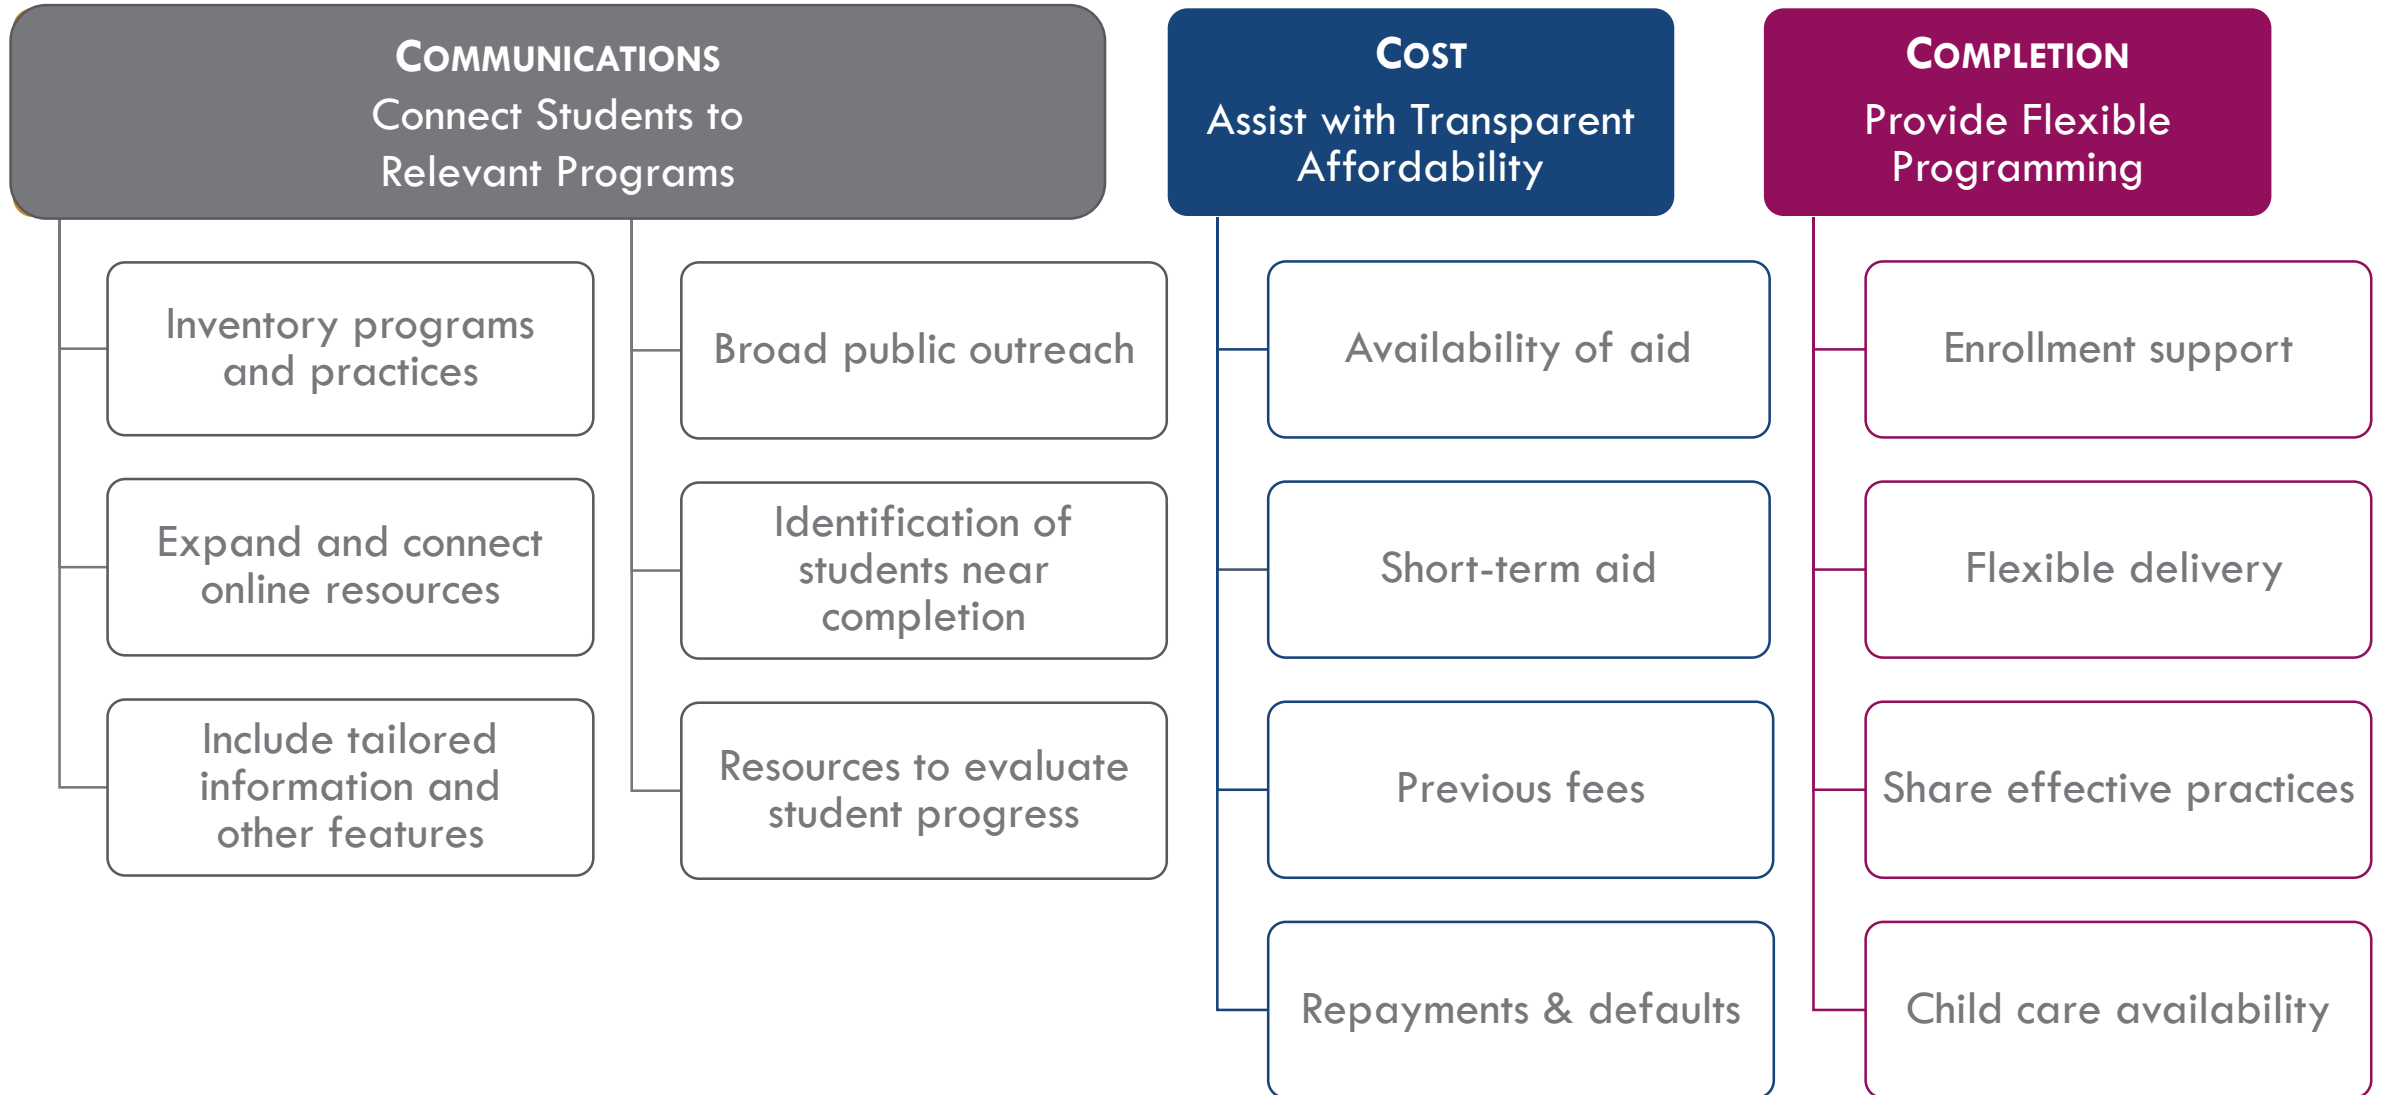 COMMUNICATIONS
Connect Students to
Relevant Programs
Inventory programs
and practices
Expand and connect
online resources
Include tailored
information and
other features
Broad public outreach
Identification of
students near
completion
Resources to evaluate
student progress
COST
Assist with Transparent
Affordability
Availability of aid
Short-term aid
Previous fees
Repayments & defaults
COMPLETION
Provide Flexible
Programming
Enrollment support
Flexible delivery
Share effective practices
Child care availability